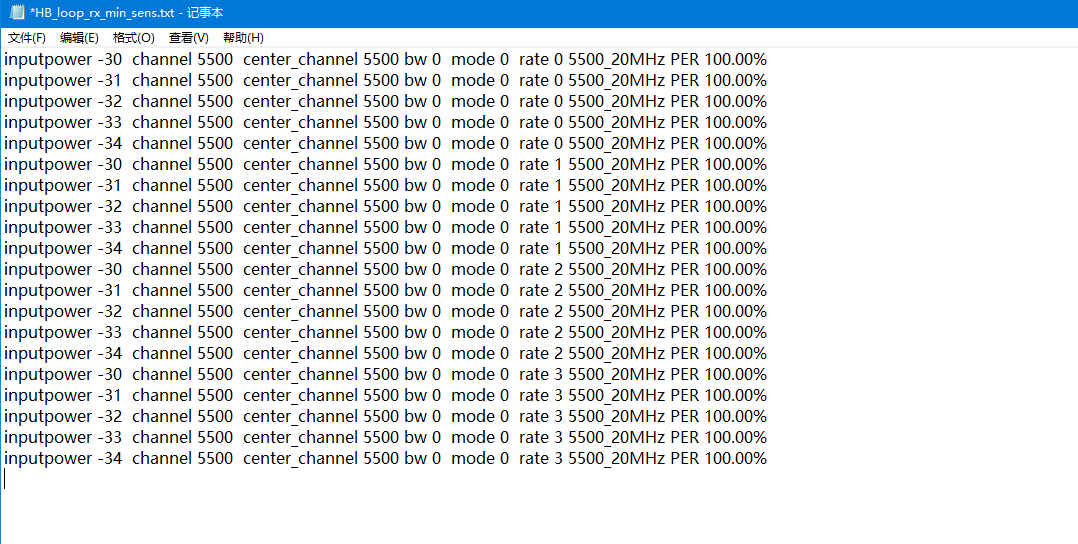 *HB_loop_rx_min_sens.txt - 记事本
文件(F) 编辑(E) 格式(O) 查看(V) 帮助(H)
inputpower -30  channel 5500  center_channel 5500 bw 0  mode 0  rate 0 5500_20MHz PER 100.00%
inputpower -31  channel 5500  center_channel 5500 bw 0  mode 0  rate 0 5500_20MHz PER 100.00%
inputpower -32  channel 5500  center_channel 5500 bw 0  mode 0  rate 0 5500_20MHz PER 100.00%
inputpower -33  channel 5500  center_channel 5500 bw 0  mode 0  rate 0 5500_20MHz PER 100.00%
inputpower -34  channel 5500  center_channel 5500 bw 0  mode 0  rate 0 5500_20MHz PER 100.00%
inputpower -30  channel 5500  center_channel 5500 bw 0  mode 0  rate 1 5500_20MHz PER 100.00%
inputpower -31  channel 5500  center_channel 5500 bw 0  mode 0  rate 1 5500_20MHz PER 100.00%
inputpower -32  channel 5500  center_channel 5500 bw 0  mode 0  rate 1 5500_20MHz PER 100.00%
inputpower -33  channel 5500  center_channel 5500 bw 0  mode 0  rate 1 5500_20MHz PER 100.00%
inputpower -34  channel 5500  center_channel 5500 bw 0  mode 0  rate 1 5500_20MHz PER 100.00%
inputpower -30  channel 5500  center_channel 5500 bw 0  mode 0  rate 2 5500_20MHz PER 100.00%
inputpower -31  channel 5500  center_channel 5500 bw 0  mode 0  rate 2 5500_20MHz PER 100.00%
inputpower -32  channel 5500  center_channel 5500 bw 0  mode 0  rate 2 5500_20MHz PER 100.00%
inputpower -33  channel 5500  center_channel 5500 bw 0  mode 0  rate 2 5500_20MHz PER 100.00%
inputpower -34  channel 5500  center_channel 5500 bw 0  mode 0  rate 2 5500_20MHz PER 100.00%
inputpower -30  channel 5500  center_channel 5500 bw 0  mode 0  rate 3 5500_20MHz PER 100.00%
inputpower -31  channel 5500  center_channel 5500 bw 0  mode 0  rate 3 5500_20MHz PER 100.00%
inputpower -32  channel 5500  center_channel 5500 bw 0  mode 0  rate 3 5500_20MHz PER 100.00%
inputpower -33  channel 5500  center_channel 5500 bw 0  mode 0  rate 3 5500_20MHz PER 100.00%
inputpower -34  channel 5500  center_channel 5500 bw 0  mode 0  rate 3 5500_20MHz PER 100.00%